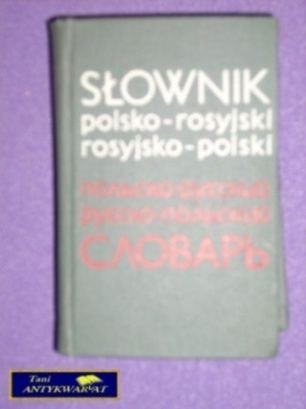 SŁOWNIK
polsko-rosyjski
rosyjsko-polski
польско-русский
русско-польский
СЛОВАРЬ
Tani
ANTYKWARIAT